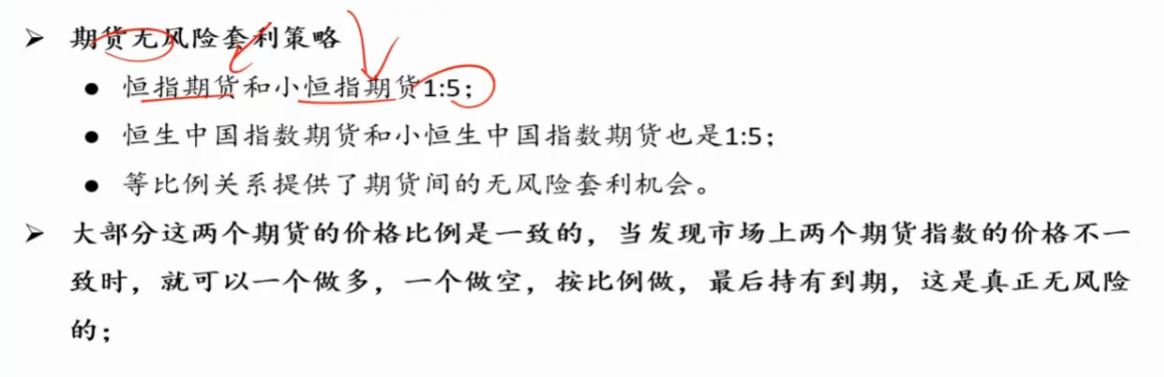 ➢ 期货无风险套利策略
● 恒指期货和小恒指期货1:5；
● 恒生中国指数期货和小恒生中国指数期货也是1:5；
● 等比例关系提供了期货间的无风险套利机会。
➢ 大部分这两个期货的价格比例是一致的，当发现市场上两个期货指数的价格不一
致时，就可以一个做多，一个做空，按比例做，最后持有到期，这是真正无风险
的；